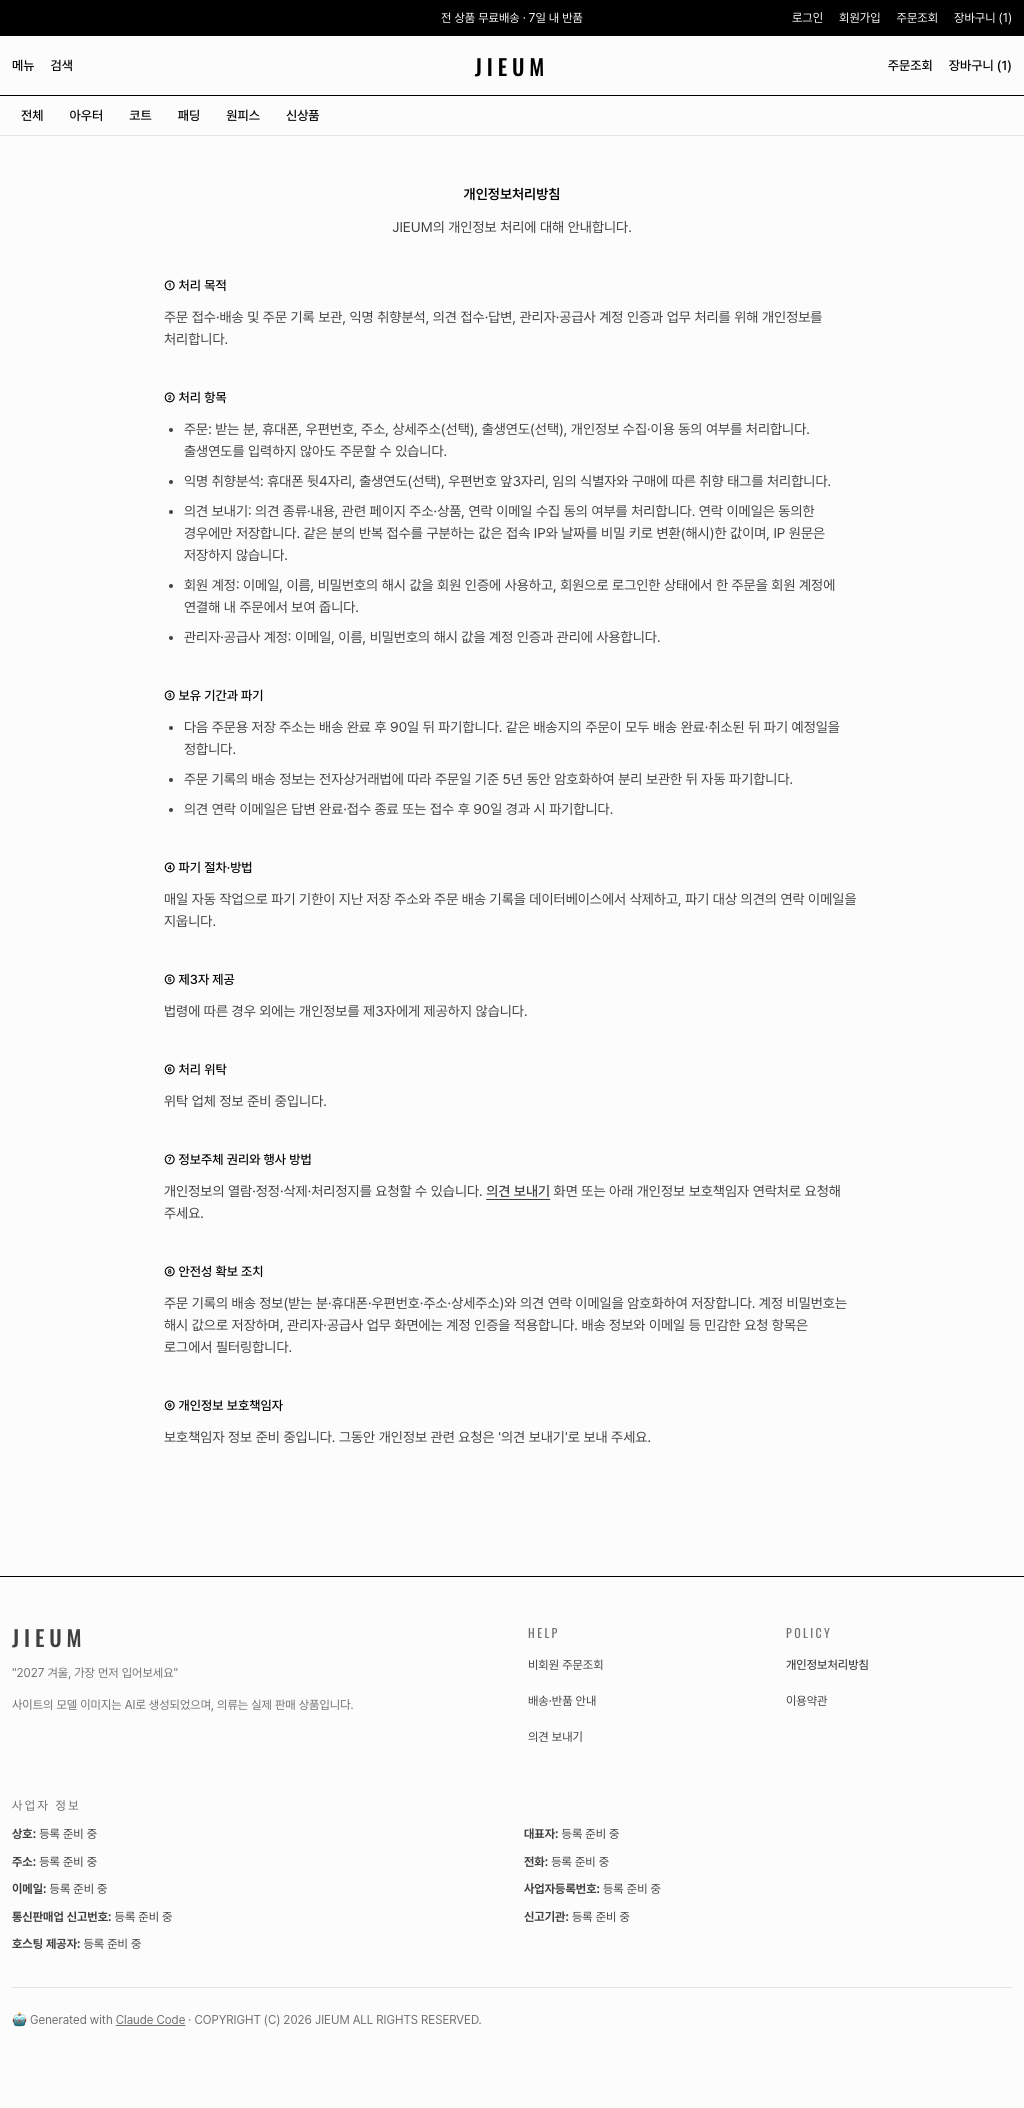 전 상품 무료배송 · 7일 내 반품
로그인 회원가입 주문조회 장바구니 (1)
메뉴 검색
JIEUM
주문조회 장바구니 (1)
전체 아우터 코트 패딩 원피스 신상품
개인정보처리방침
JIEUM의 개인정보 처리에 대해 안내합니다.
① 처리 목적
주문 접수·배송 및 주문 기록 보관, 익명 취향분석, 의견 접수·답변, 관리자·공급사 계정 인증과 업무 처리를 위해 개인정보를
처리합니다.
② 처리 항목
• 주문: 받는 분, 휴대폰, 우편번호, 주소, 상세주소(선택), 출생연도(선택), 개인정보 수집·이용 동의 여부를 처리합니다.
출생연도를 입력하지 않아도 주문할 수 있습니다.
• 익명 취향분석: 휴대폰 뒷4자리, 출생연도(선택), 우편번호 앞3자리, 임의 식별자와 구매에 따른 취향 태그를 처리합니다.
• 의견 보내기: 의견 종류·내용, 관련 페이지 주소·상품, 연락 이메일 수집 동의 여부를 처리합니다. 연락 이메일은 동의한
경우에만 저장합니다. 같은 분의 반복 접수를 구분하는 값은 접속 IP와 날짜를 비밀 키로 변환(해시)한 값이며, IP 원문은
저장하지 않습니다.
• 회원 계정: 이메일, 이름, 비밀번호의 해시 값을 회원 인증에 사용하고, 회원으로 로그인한 상태에서 한 주문을 회원 계정에
연결해 내 주문에서 보여 줍니다.
• 관리자·공급사 계정: 이메일, 이름, 비밀번호의 해시 값을 계정 인증과 관리에 사용합니다.
③ 보유 기간과 파기
• 다음 주문용 저장 주소는 배송 완료 후 90일 뒤 파기합니다. 같은 배송지의 주문이 모두 배송 완료·취소된 뒤 파기 예정일을
정합니다.
• 주문 기록의 배송 정보는 전자상거래법에 따라 주문일 기준 5년 동안 암호화하여 분리 보관한 뒤 자동 파기합니다.
• 의견 연락 이메일은 답변 완료·접수 종료 또는 접수 후 90일 경과 시 파기합니다.
④ 파기 절차·방법
매일 자동 작업으로 파기 기한이 지난 저장 주소와 주문 배송 기록을 데이터베이스에서 삭제하고, 파기 대상 의견의 연락 이메일을
지웁니다.
⑤ 제3자 제공
법령에 따른 경우 외에는 개인정보를 제3자에게 제공하지 않습니다.
⑥ 처리 위탁
위탁 업체 정보 준비 중입니다.
⑦ 정보주체 권리와 행사 방법
개인정보의 열람·정정·삭제·처리정지를 요청할 수 있습니다. 의견 보내기 화면 또는 아래 개인정보 보호책임자 연락처로 요청해
주세요.
⑧ 안전성 확보 조치
주문 기록의 배송 정보(받는 분·휴대폰·우편번호·주소·상세주소)와 의견 연락 이메일을 암호화하여 저장합니다. 계정 비밀번호는
해시 값으로 저장하며, 관리자·공급사 업무 화면에는 계정 인증을 적용합니다. 배송 정보와 이메일 등 민감한 요청 항목은
로그에서 필터링합니다.
⑨ 개인정보 보호책임자
보호책임자 정보 준비 중입니다. 그동안 개인정보 관련 요청은 '의견 보내기'로 보내 주세요.
JIEUM
"2027 겨울, 가장 먼저 입어보세요"
사이트의 모델 이미지는 AI로 생성되었으며, 의류는 실제 판매 상품입니다.
HELP
비회원 주문조회
배송·반품 안내
의견 보내기
POLICY
개인정보처리방침
이용약관
사업자 정보
상호: 등록 준비 중
대표자: 등록 준비 중
주소: 등록 준비 중
전화: 등록 준비 중
이메일: 등록 준비 중
사업자등록번호: 등록 준비 중
통신판매업 신고번호: 등록 준비 중
신고기관: 등록 준비 중
호스팅 제공자: 등록 준비 중
🤖 Generated with Claude Code · COPYRIGHT (C) 2026 JIEUM ALL RIGHTS RESERVED.